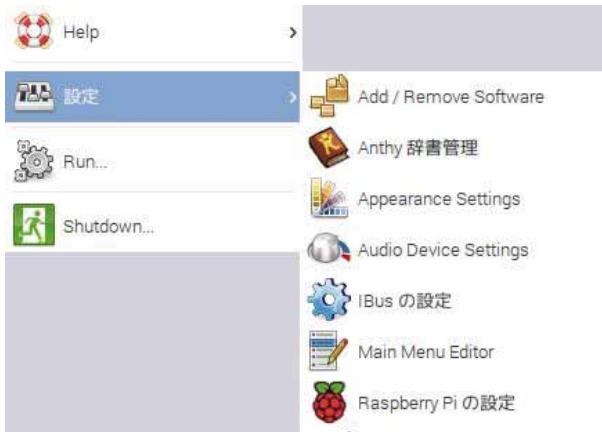 Help
設定
Run...
Shutdown...
Add / Remove Software
Anthy 辞書管理
Appearance Settings
Audio Device Settings
IBus の設定
Main Menu Editor
Raspberry Pi の設定